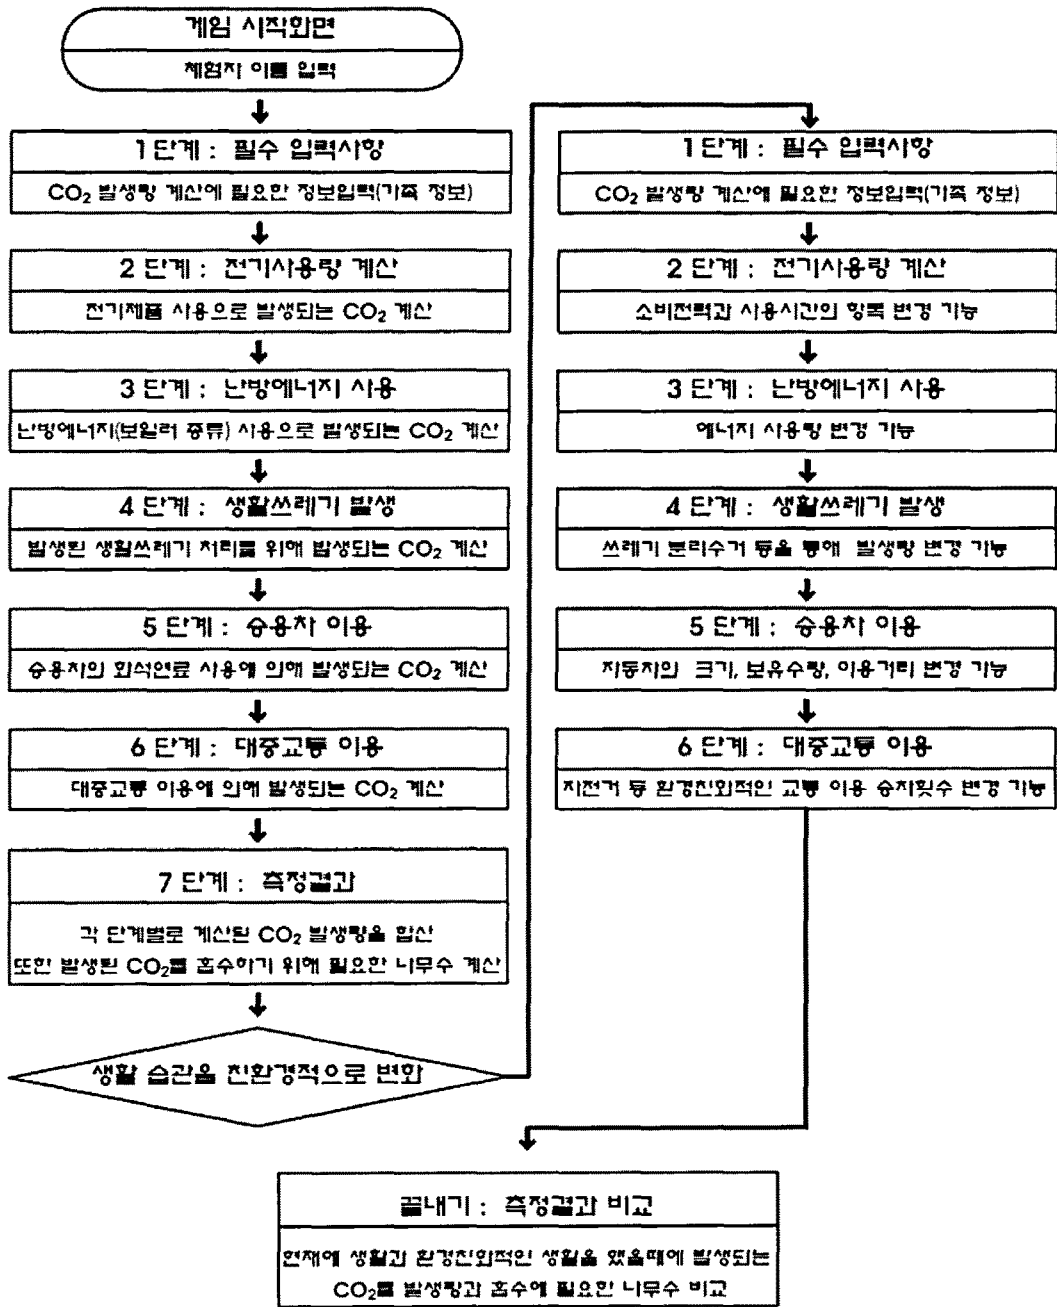 게임 시작화면
체험자 이름 입력
1 단계 : 필수 입력사항
CO₂ 발생량 계산에 필요한 정보입력(가족 정보)
2 단계 : 전기사용량 계산
전기제품 사용으로 발생되는 CO₂ 계산
3 단계 : 난방에너지 사용
난방에너지(보일러 종류) 사용으로 발생되는 CO₂ 계산
4 단계 : 생활쓰레기 발생
발생된 생활쓰레기 처리를 위해 발생되는 CO₂ 계산
5 단계 : 승용차 이용
승용차의 화석연료 사용에 의해 발생되는 CO₂ 계산
6 단계 : 대중교통 이용
대중교통 이용에 의해 발생되는 CO₂ 계산
7 단계 : 측정결과
각 단계별로 계산된 CO₂ 발생량을 합산
또한 발생된 CO₂를 흡수하기 위해 필요한 나무수 계산
생활 습관을 친환경적으로 변화
1 단계 : 필수 입력사항
CO₂ 발생량 계산에 필요한 정보입력(가족 정보)
2 단계 : 전기사용량 계산
소비전력과 사용시간의 항목 변경 가능
3 단계 : 난방에너지 사용
에너지 사용량 변경 가능
4 단계 : 생활쓰레기 발생
쓰레기 분리수거 등을 통해 발생량 변경 가능
5 단계 : 승용차 이용
자동차의 크기, 보유수량, 이용거리 변경 가능
6 단계 : 대중교통 이용
자전거 등 환경친화적인 교통 이용 승차횟수 변경 가능
끝내기 : 측정결과 비교
현재에 생활과 환경친화적인 생활을 했을때에 발생되는
CO₂를 발생량과 흡수에 필요한 나무수 비교